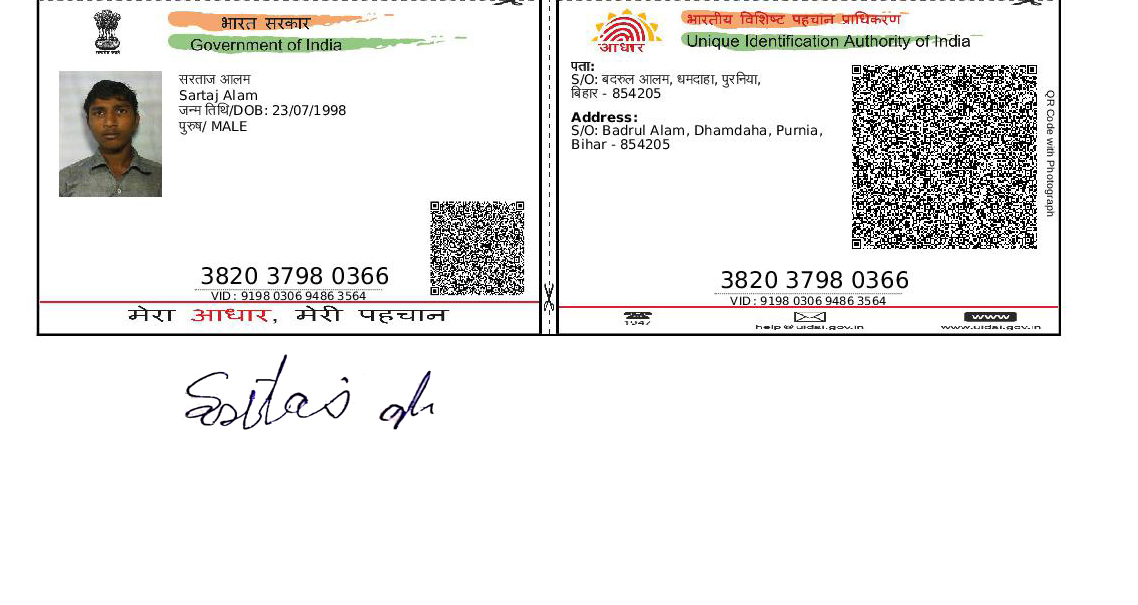 भारत सरकार
Government of India
सरताज आलम
Sartaj Alam
जन्म तिथि/DOB: 23/07/1998
पुरुष/ MALE
3820 3798 0366
VID : 9198 0306 9486 3564
मेरा आधार, मेरी पहचान
आधार
भारतीय विशिष्ट पहचान प्राधिकरण
Unique Identification Authority of India
पता:
S/O: बदरुल आलम, धमदाहा, पुरनिया,
बिहार - 854205
Address:
S/O: Badrul Alam, Dhamdaha, Purnia,
Bihar - 854205
QR Code with Photograph
3820 3798 0366
VID : 9198 0306 9486 3564
1947
help@uidai.gov.in
www
www.uidai.gov.in